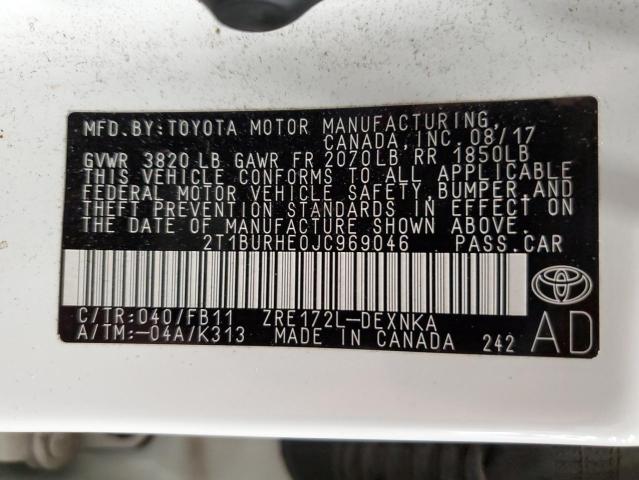 MFD. BY: TOYOTA MOTOR MANUFACTURING,
CANADA, INC. 08/17
GVWR 3820 LB GAWR FR 2070LB RR 1850LB
THIS VEHICLE CONFORMS TO ALL APPLICABLE
FEDERAL MOTOR VEHICLE SAFETY, BUMPER, AND
THEFT PREVENTION STANDARDS IN EFFECT ON
THE DATE OF MANUFACTURE SHOWN ABOVE.
2T1BURHE0JC969046 PASS. CAR
C/TR: 040/FB11 ZRE172L-DEXNKA
A/TM: -04A/K313 MADE IN CANADA 242
AD